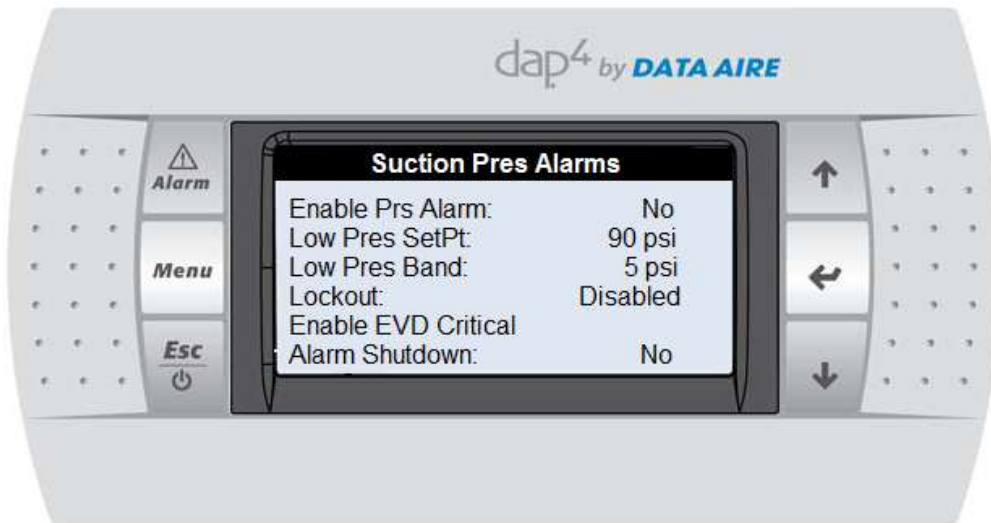 dap4 by DATA AIRE
Alarm
Menu
Esc
Suction Pres Alarms
Enable Prs Alarm: No
Low Pres SetPt: 90 psi
Low Pres Band: 5 psi
Lockout: Disabled
Enable EVD Critical
Alarm Shutdown: No